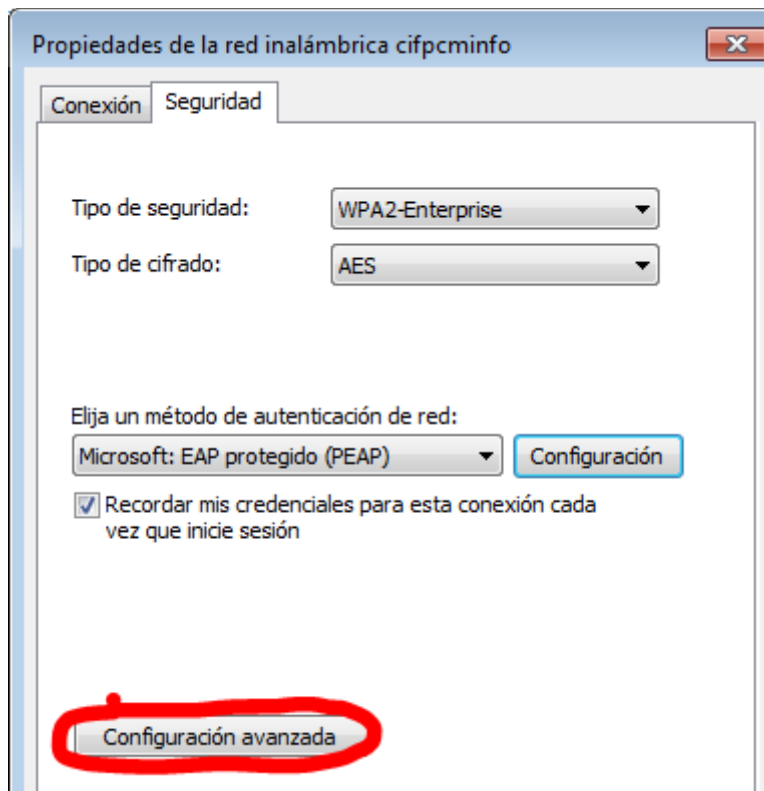 Propiedades de la red inalámbrica cifpcminfo
Conexión
Seguridad
Tipo de seguridad:
WPA2-Enterprise
Tipo de cifrado:
AES
Elija un método de autenticación de red:
Microsoft: EAP protegido (PEAP)
Configuración
Recordar mis credenciales para esta conexión cada
vez que inicie sesión
Configuración avanzada